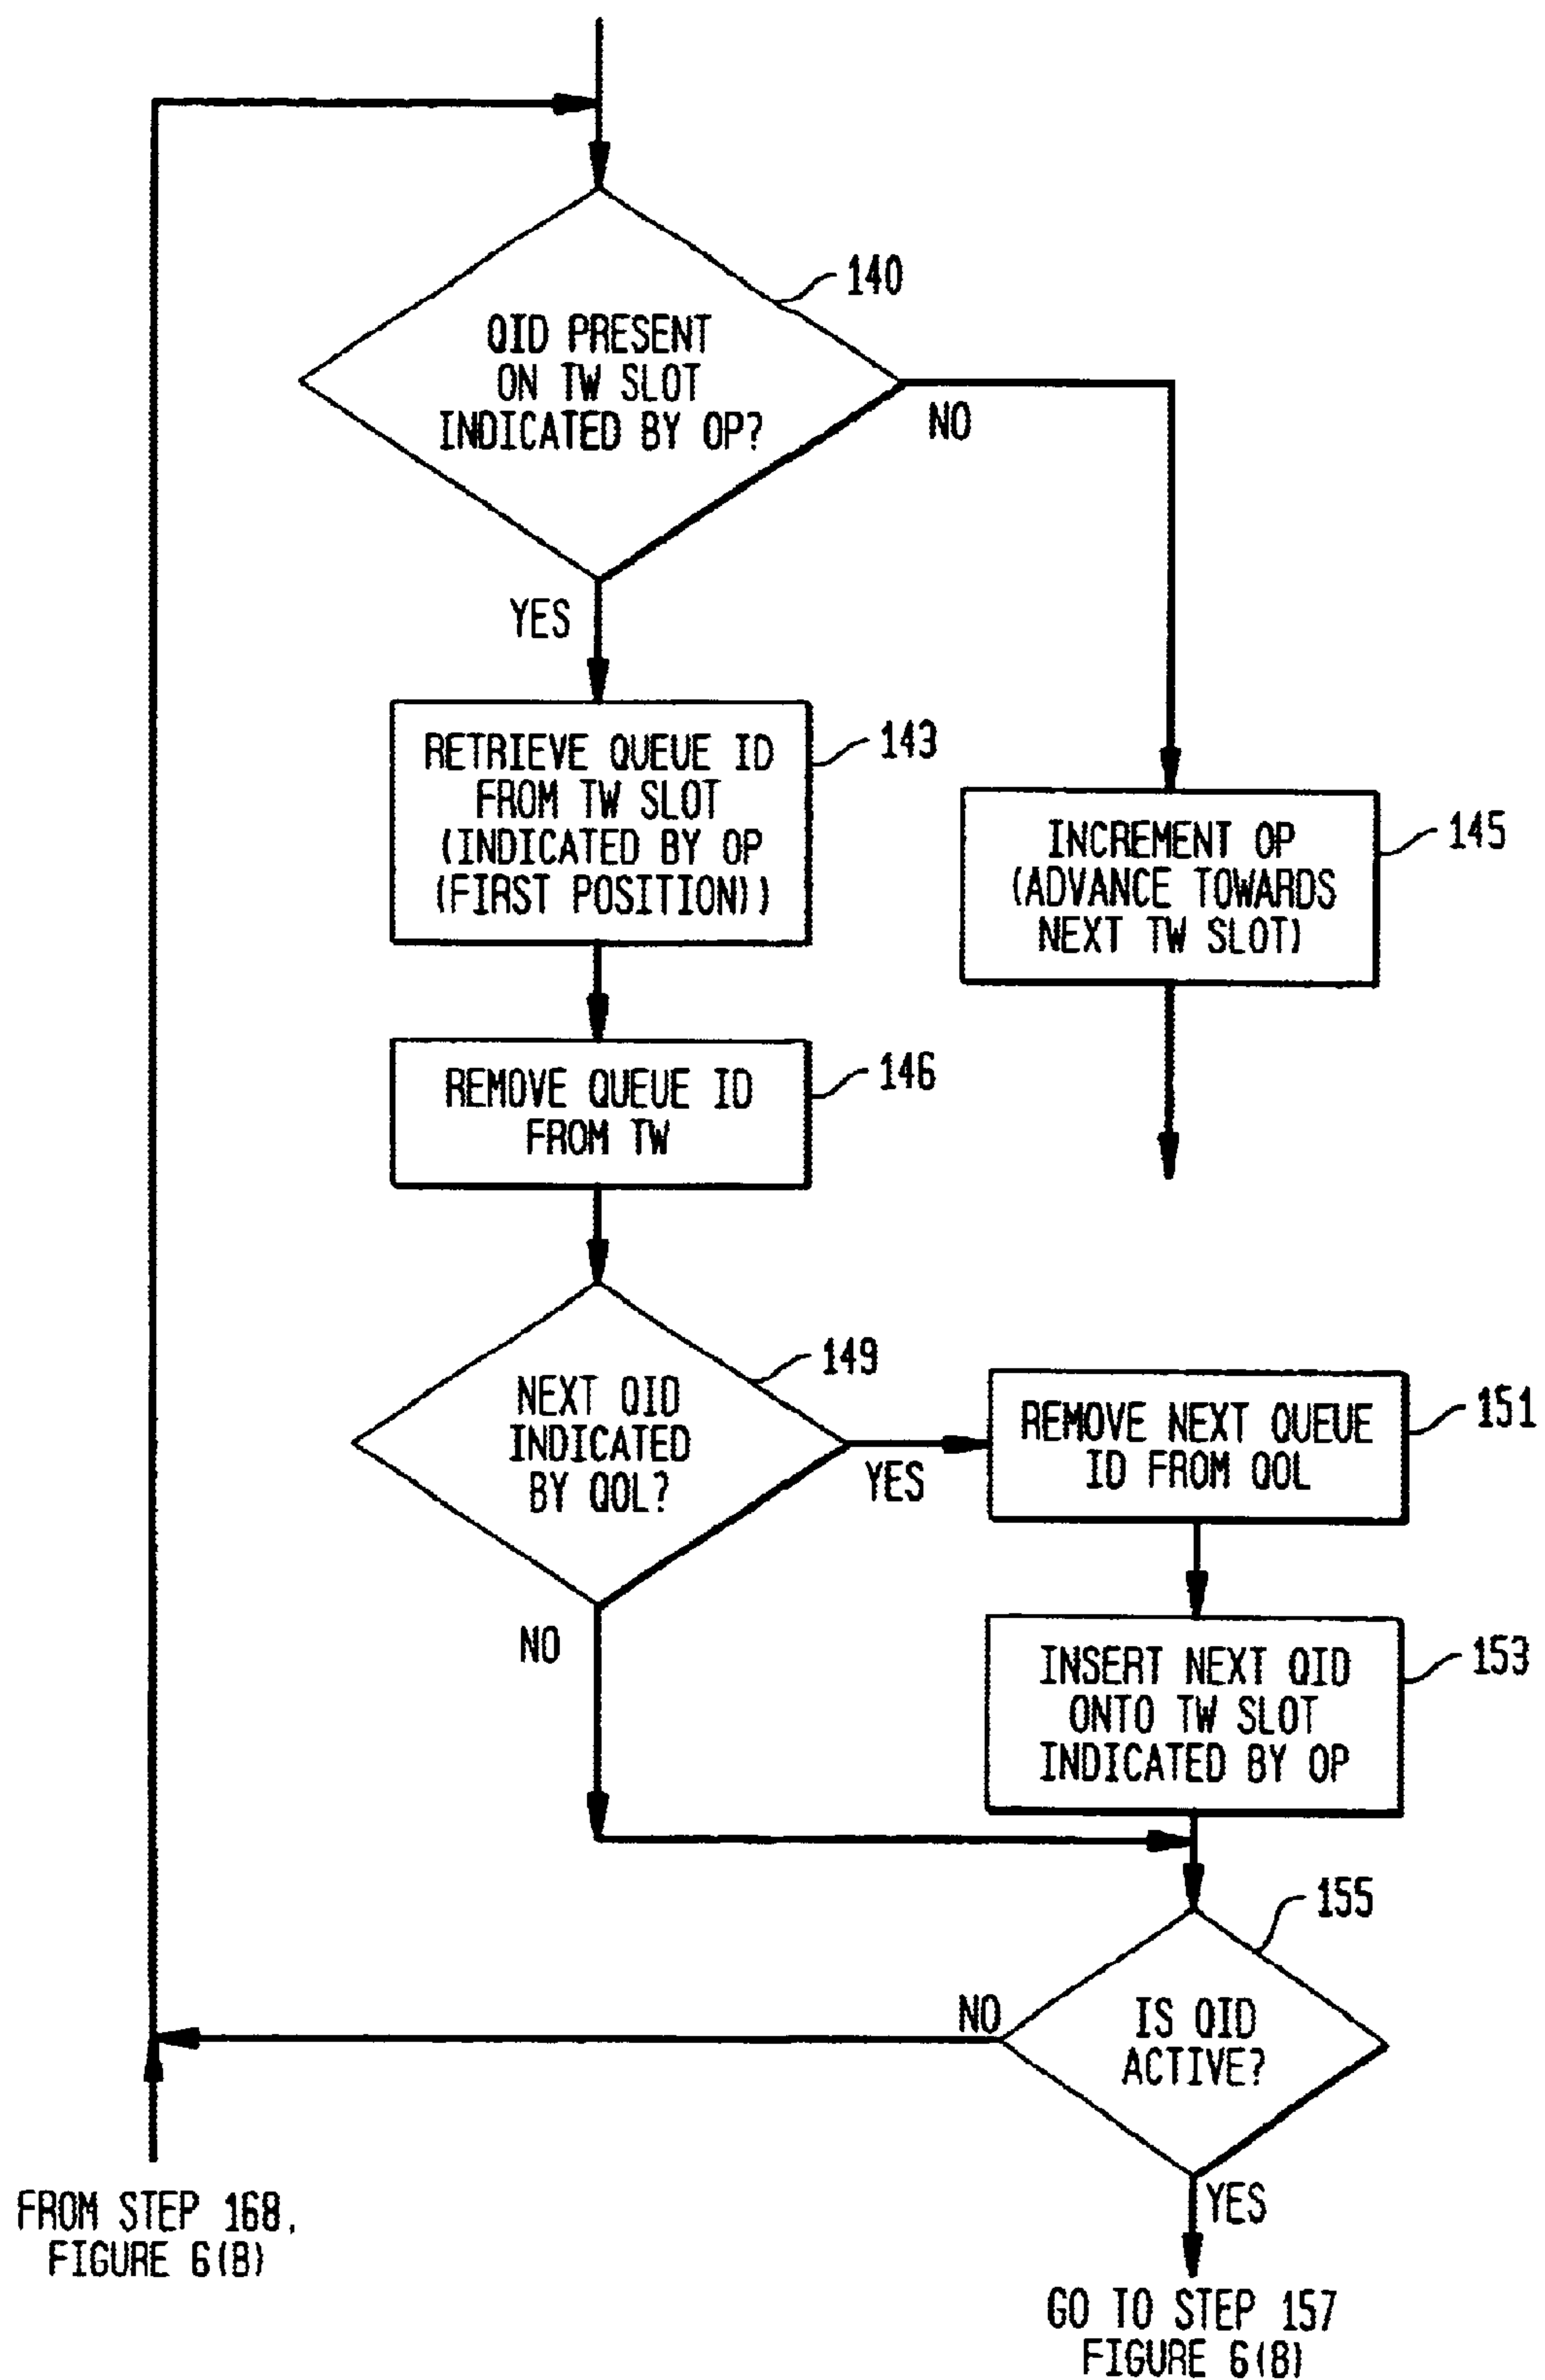 140
QID PRESENT
ON TW SLOT
INDICATED BY OP?
NO
YES
RETRIEVE QUEUE ID
FROM TW SLOT
(INDICATED BY OP
(FIRST POSITION))
143
INCREMENT OP
(ADVANCE TOWARDS
NEXT TW SLOT)
145
REMOVE QUEUE ID
FROM TW
146
NEXT QID
INDICATED
BY QOL?
149
YES
NO
REMOVE NEXT QUEUE
ID FROM QOL
151
INSERT NEXT QID
ONTO TW SLOT
INDICATED BY OP
153
155
NO
IS QID
ACTIVE?
YES
FROM STEP 168,
FIGURE 6(B)
GO TO STEP 157
FIGURE 6(B)